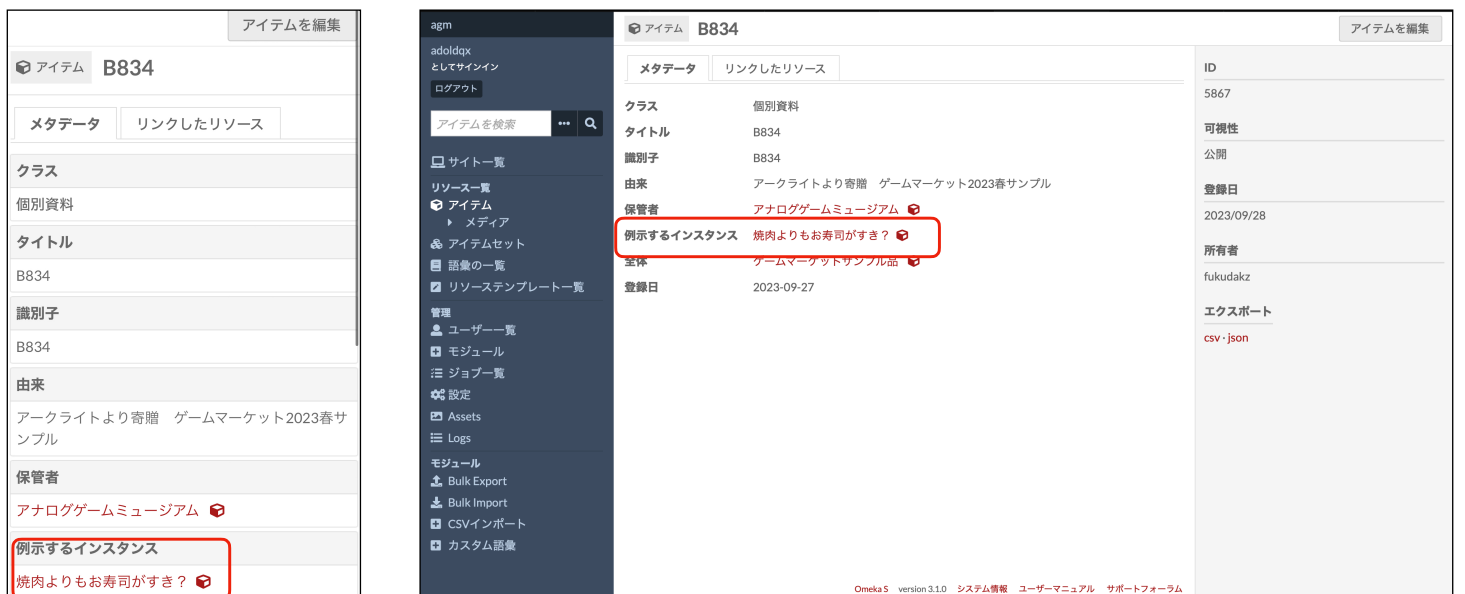 アイテムを編集
アイテム B834
メタデータ リンクしたリソース
クラス
個別資料
タイトル
B834
識別子
B834
由来
アークライトより寄贈　ゲームマーケット2023春サ
ンプル
保管者
アナログゲームミュージアム
例示するインスタンス
焼肉よりもお寿司がすき？
agm
adoldqx
としてサインイン
ログアウト
アイテムを検索
サイト一覧
リソース一覧
アイテム
メディア
アイテムセット
語彙の一覧
リソーステンプレート一覧
管理
ユーザー一覧
モジュール
ジョブ一覧
設定
Assets
Logs
モジュール
Bulk Export
Bulk Import
CSVインポート
カスタム語彙
アイテム B834
アイテムを編集
メタデータ リンクしたリソース
クラス 個別資料
タイトル B834
識別子 B834
由来 アークライトより寄贈　ゲームマーケット2023春サンプル
保管者 アナログゲームミュージアム
例示するインスタンス 焼肉よりもお寿司がすき？
全体 ゲームマーケットサンプル品
登録日 2023-09-27
ID
5867
可視性
公開
登録日
2023/09/28
所有者
fukudakz
エクスポート
csv · json
Omeka S version 3.1.0 システム情報 ユーザーマニュアル サポートフォーラム